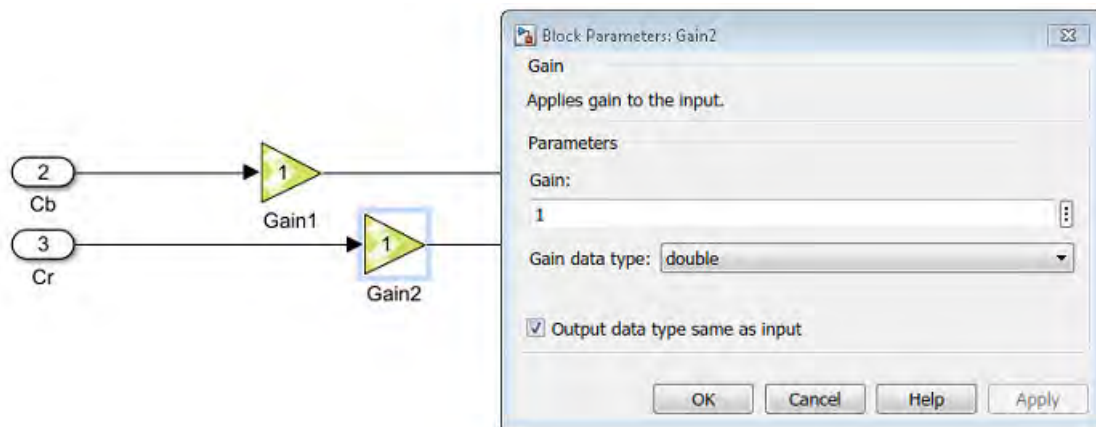 Block Parameters: Gain2
Gain
Applies gain to the input.
Parameters
Gain:
1
Gain data type: double
Output data type same as input
OK Cancel Help Apply
2
Cb
1
Gain1
3
Cr
1
Gain2